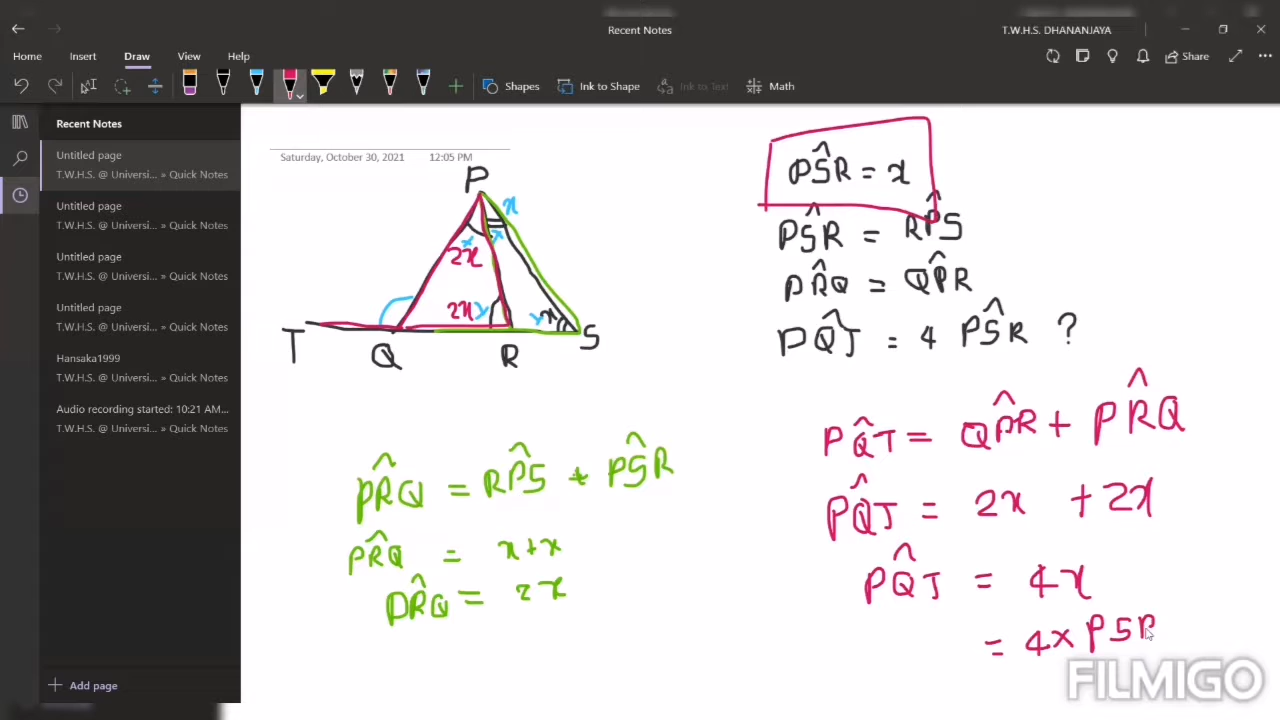 Recent Notes
T.W.H.S. DHANANJAYA
Home Insert Draw View Help
Share
Shapes Ink to Shape Ink to Text Math
Recent Notes
Untitled page
T.W.H.S. @ Universi... » Quick Notes
Untitled page
T.W.H.S. @ Universi... » Quick Notes
Untitled page
T.W.H.S. @ Universi... » Quick Notes
Untitled page
T.W.H.S. @ Universi... » Quick Notes
Hansaka1999
T.W.H.S. @ Universi... » Quick Notes
Audio recording started: 10:21 AM...
T.W.H.S. @ Universi... » Quick Notes
Add page
Saturday, October 30, 2021 12:05 PM
P
x
x x
2x
2x x
T Q R S
PŜR = x
PŜR = RP̂S
PR̂Q = QP̂R
PQ̂T = 4 PŜR ?
PR̂Q = RP̂S + PŜR
PR̂Q = x+x
PR̂Q = 2x
PQ̂T = QP̂R + PR̂Q
PQ̂T = 2x + 2x
PQ̂T = 4x
= 4x PSR
FILMIGO